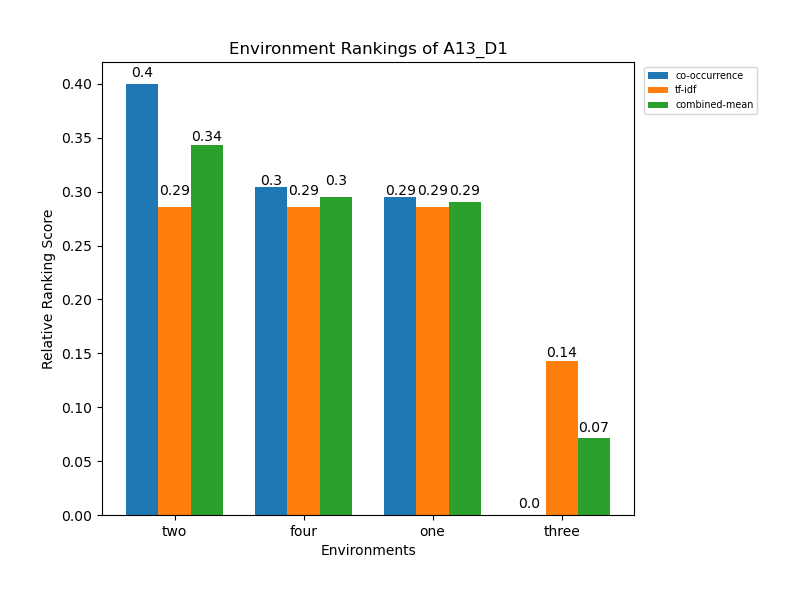 Environment Rankings of A13_D1
co-occurrence
tf-idf
combined-mean
Relative Ranking Score
0.40
0.35
0.30
0.25
0.20
0.15
0.10
0.05
0.00
0.4
0.29
0.34
0.3
0.29
0.3
0.29
0.29
0.29
0.0
0.14
0.07
two
four
one
three
Environments